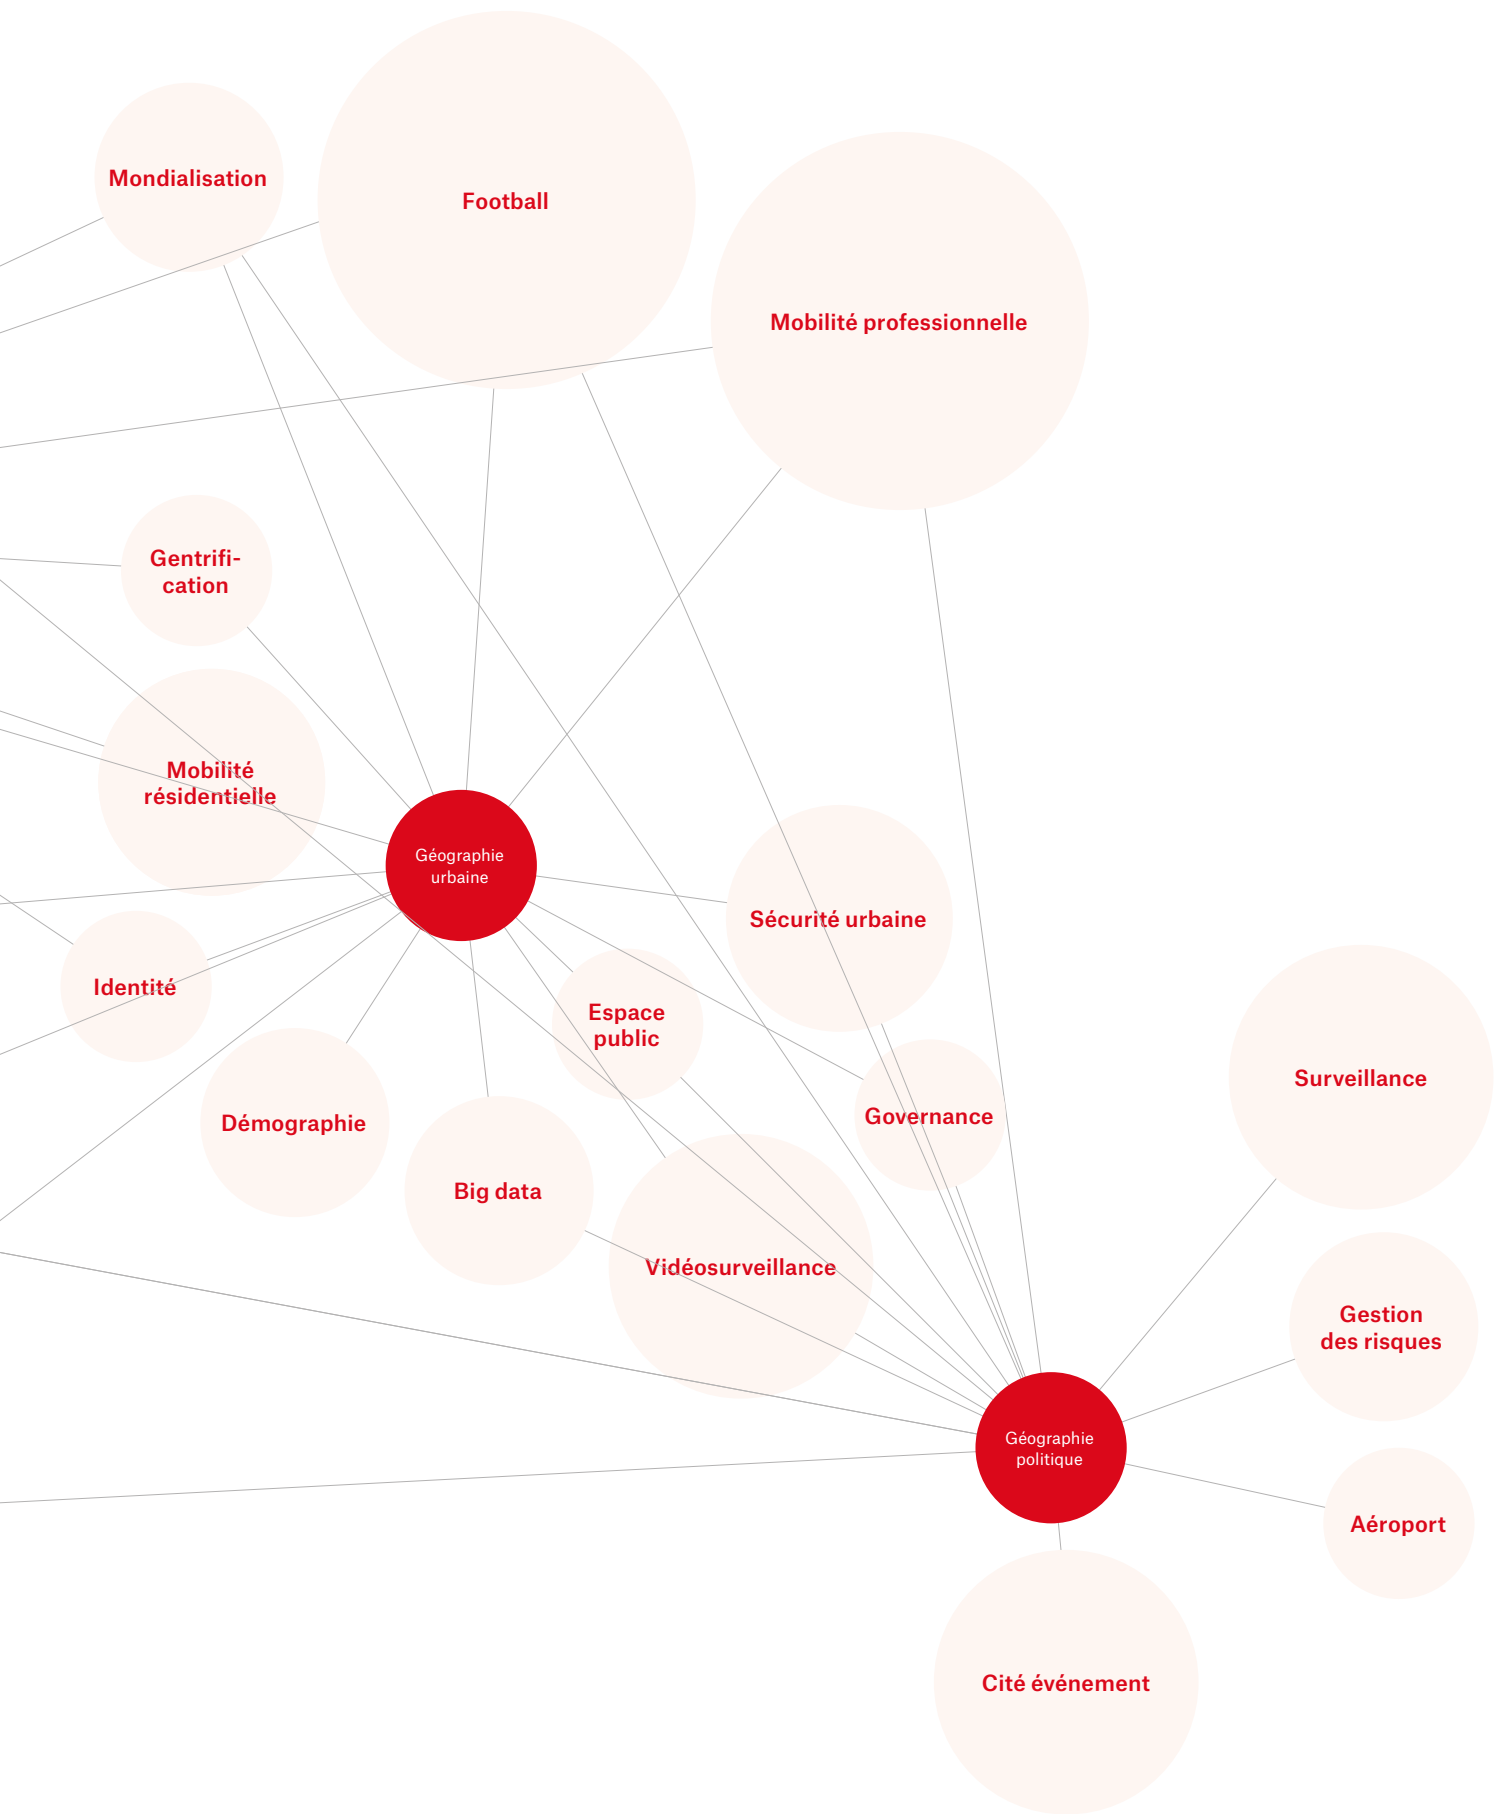 Mondialisation
Football
Mobilité professionnelle
Gentrifi-
cation
Mobilité
résidentielle
Géographie
urbaine
Sécurité urbaine
Identité
Espace
public
Surveillance
Governance
Démographie
Big data
Vidéosurveillance
Gestion
des risques
Géographie
politique
Aéroport
Cité événement